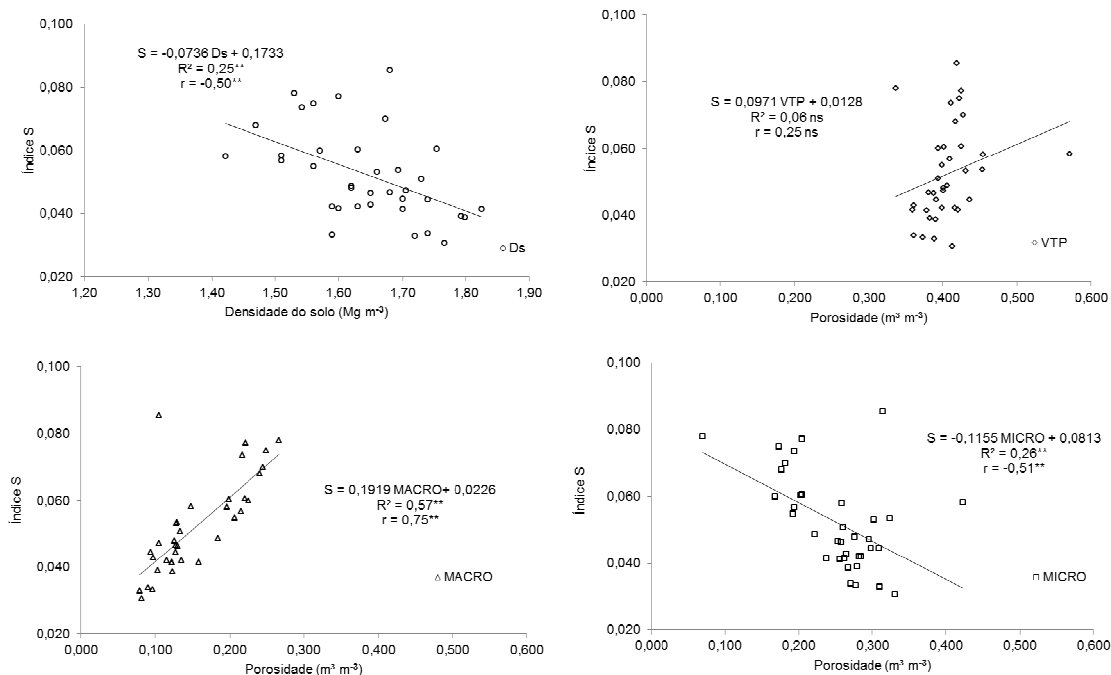 0,100
0,080
0,060
0,040
0,020
Índice S
S = -0,0736 Ds + 0,1733
R² = 0,25**
r = -0,50**
Ds
1,20 1,30 1,40 1,50 1,60 1,70 1,80 1,90
Densidade do solo (Mg m⁻³)
0,100
0,080
0,060
0,040
0,020
Índice S
S = 0,0971 VTP + 0,0128
R² = 0,06 ns
r = 0,25 ns
VTP
0,000 0,100 0,200 0,300 0,400 0,500 0,600
Porosidade (m³ m⁻³)
0,100
0,080
0,060
0,040
0,020
Índice S
S = 0,1919 MACRO+ 0,0226
R² = 0,57**
r = 0,75**
MACRO
0,000 0,100 0,200 0,300 0,400 0,500 0,600
Porosidade (m³ m⁻³)
0,100
0,080
0,060
0,040
0,020
Índice S
S = -0,1155 MICRO + 0,0813
R² = 0,26**
r = -0,51**
MICRO
0,000 0,100 0,200 0,300 0,400 0,500 0,600
Porosidade (m³ m⁻³)